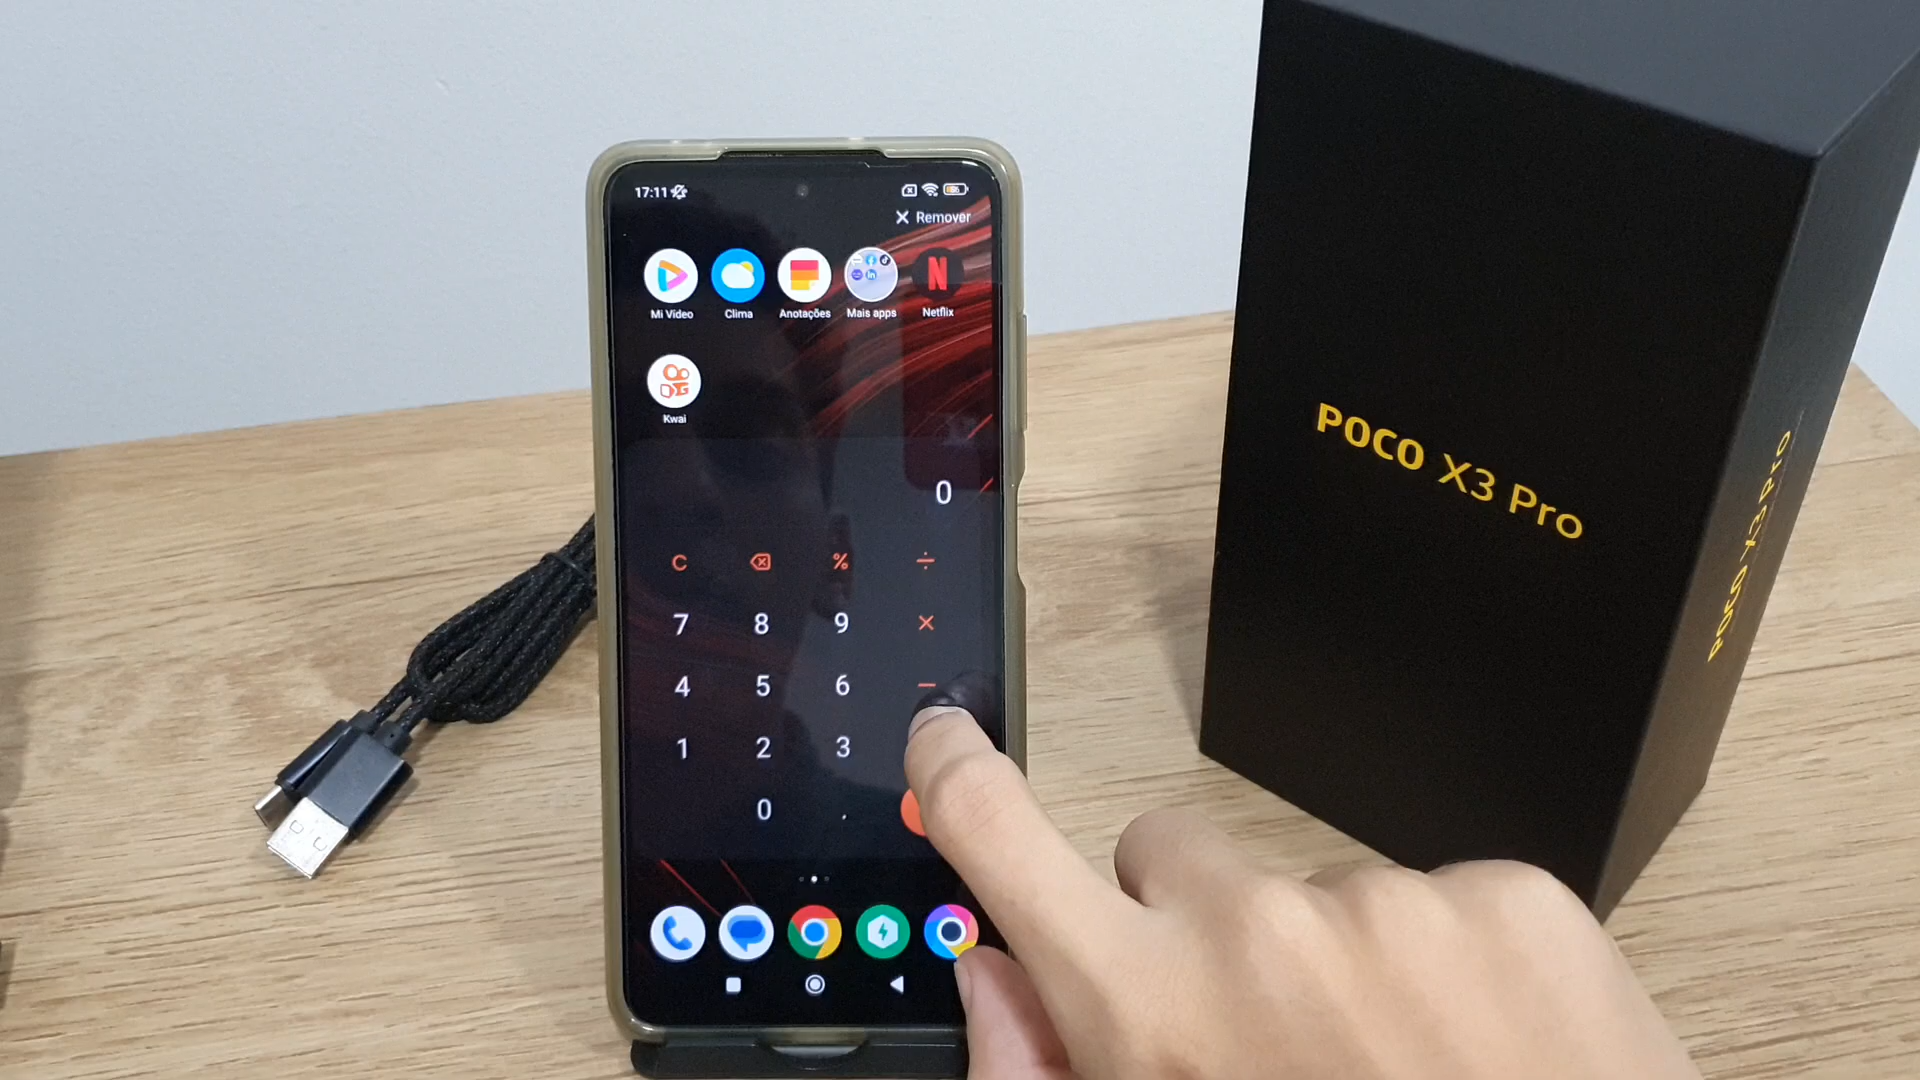 17:11
Remover
Mi Vídeo
Clima
Anotações
Mais apps
Netflix
N
Kwai
0
C % ÷
7 8 9 ×
4 5 6 −
1 2 3
0 .
POCO X3 Pro
POCO X3 Pro